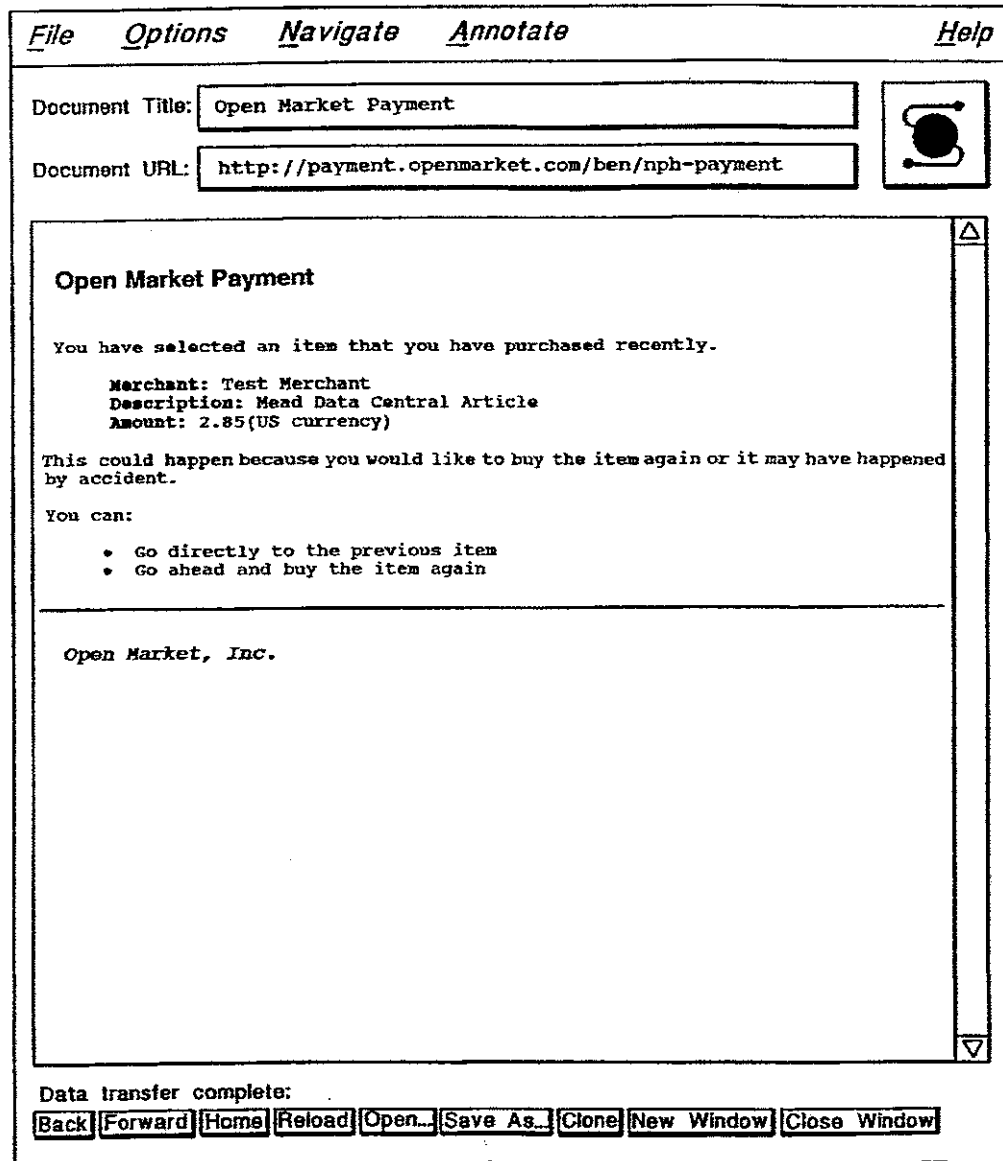 File Options Navigate Annotate Help
Document Title: Open Market Payment
Document URL: http://payment.openmarket.com/ben/nph-payment
Open Market Payment
You have selected an item that you have purchased recently.
Merchant: Test Merchant
Description: Mead Data Central Article
Amount: 2.85(US currency)
This could happen because you would like to buy the item again or it may have happened
by accident.
You can:
• Go directly to the previous item
• Go ahead and buy the item again
Open Market, Inc.
Data transfer complete:
Back Forward Home Reload Open... Save As... Clone New Window Close Window